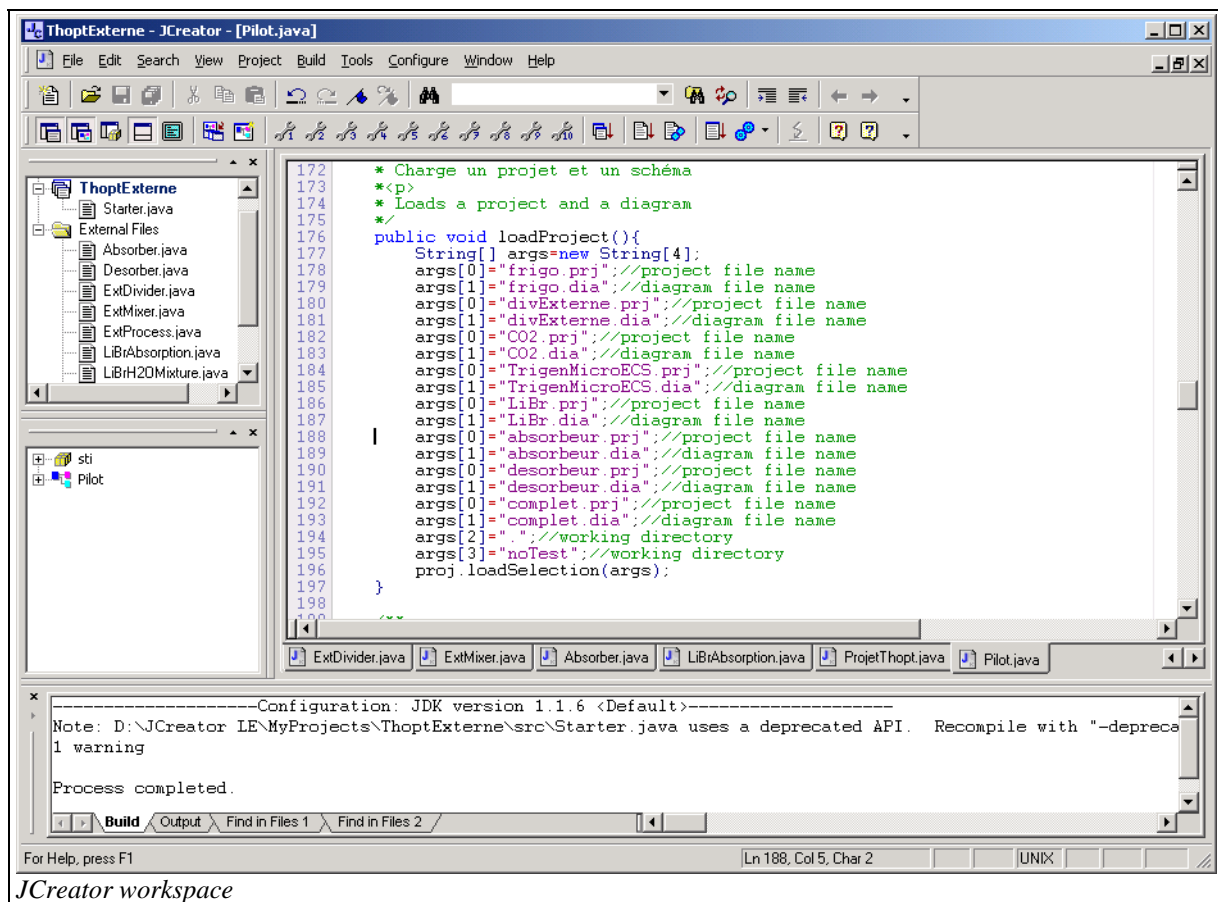 ThoptExterne - JCreator - [Pilot.java]
File Edit Search View Project Build Tools Configure Window Help
ThoptExterne
Starter.java
External Files
Absorber.java
Desorber.java
ExtDivider.java
ExtMixer.java
ExtProcess.java
LiBrAbsorption.java
LiBrH2OMixture.java
sti
Pilot
172 * Charge un projet et un schéma
173 *<p>
174 * Loads a project and a diagram
175 */
176 public void loadProject(){
177 String[] args=new String[4];
178 args[0]="frigo.prj";//project file name
179 args[1]="frigo.dia";//diagram file name
180 args[0]="divExterne.prj";//project file name
181 args[1]="divExterne.dia";//diagram file name
182 args[0]="CO2.prj";//project file name
183 args[1]="CO2.dia";//diagram file name
184 args[0]="TrigenMicroECS.prj";//project file name
185 args[1]="TrigenMicroECS.dia";//diagram file name
186 args[0]="LiBr.prj";//project file name
187 args[1]="LiBr.dia";//diagram file name
188 args[0]="absorbeur.prj";//project file name
189 args[1]="absorbeur.dia";//diagram file name
190 args[0]="desorbeur.prj";//project file name
191 args[1]="desorbeur.dia";//diagram file name
192 args[0]="complet.prj";//project file name
193 args[1]="complet.dia";//diagram file name
194 args[2]=".";//working directory
195 args[3]="noTest";//working directory
196 proj.loadSelection(args);
197 }
198
199 /**
ExtDivider.java ExtMixer.java Absorber.java LiBrAbsorption.java ProjetThopt.java Pilot.java
--------------------Configuration: JDK version 1.1.6 <Default>--------------------
Note: D:\JCreator LE\MyProjects\ThoptExterne\src\Starter.java uses a deprecated API. Recompile with "-depreca
1 warning
Process completed.
Build Output Find in Files 1 Find in Files 2
For Help, press F1 Ln 188, Col 5, Char 2 UNIX
JCreator workspace